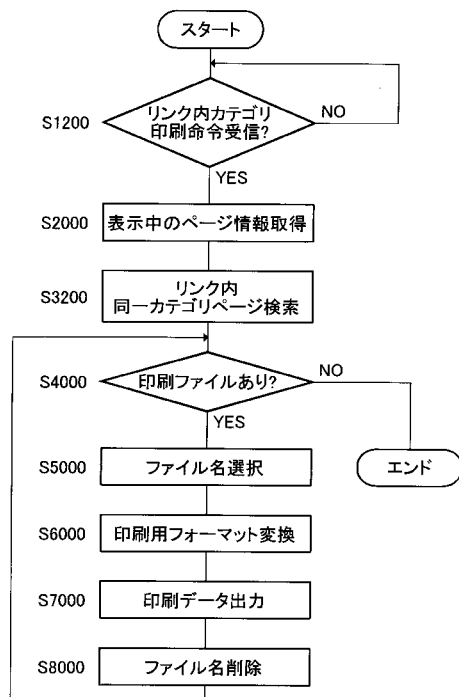 スタート
S1200
リンク内カテゴリ
印刷命令受信?
NO
YES
S2000
表示中のページ情報取得
S3200
リンク内
同一カテゴリページ検索
S4000
印刷ファイルあり?
NO
YES
エンド
S5000
ファイル名選択
S6000
印刷用フォーマット変換
S7000
印刷データ出力
S8000
ファイル名削除